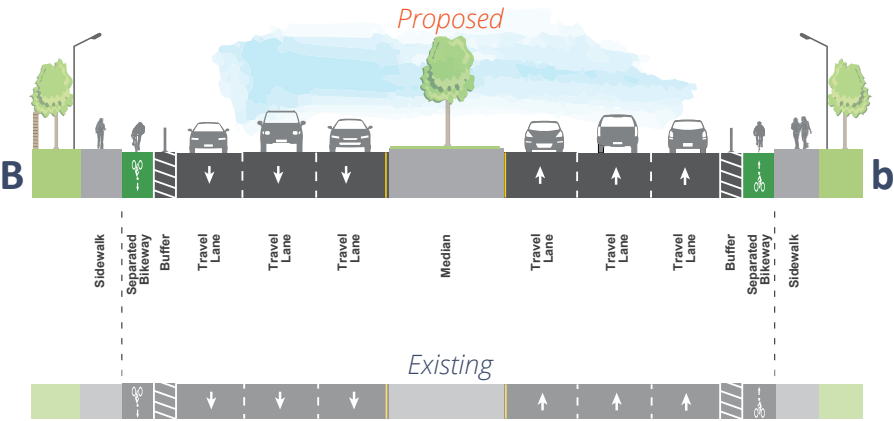 Proposed
B
b
Sidewalk
Separated
Bikeway
Buffer
Travel
Lane
Travel
Lane
Travel
Lane
Median
Travel
Lane
Travel
Lane
Travel
Lane
Buffer
Separated
Bikeway
Sidewalk
Existing